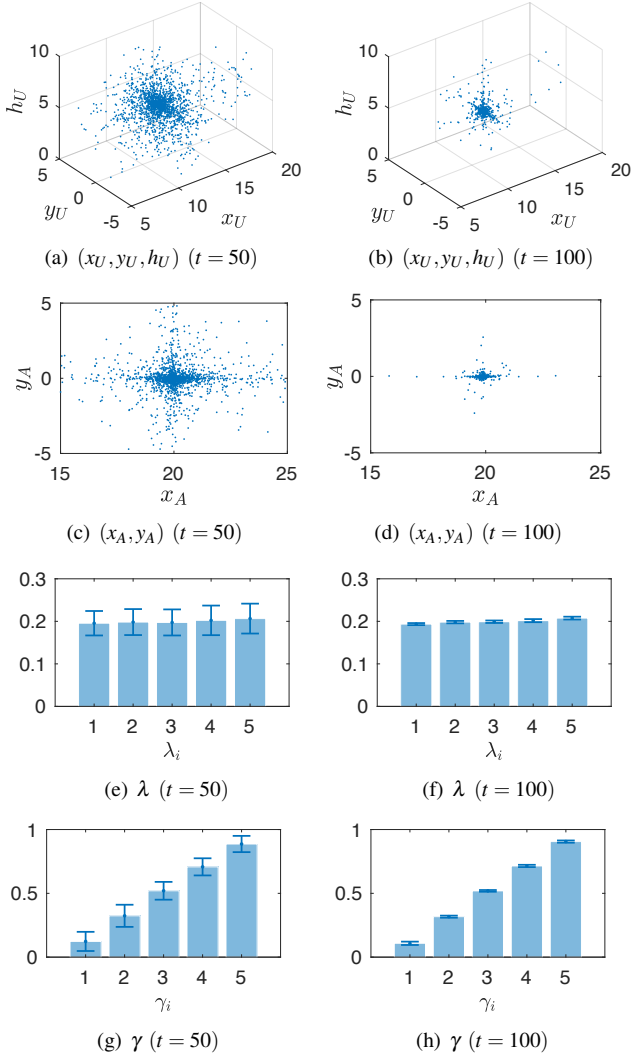 10
5
0
5
0
-5
5
10
15
20
h_U
y_U
x_U
(a) (x_U, y_U, h_U) (t = 50)
10
5
0
5
0
-5
5
10
15
20
h_U
y_U
x_U
(b) (x_U, y_U, h_U) (t = 100)
5
0
-5
15
20
25
y_A
x_A
(c) (x_A, y_A) (t = 50)
5
0
-5
15
20
25
y_A
x_A
(d) (x_A, y_A) (t = 100)
0.3
0.2
0.1
0
1 2 3 4 5
λ_i
(e) λ (t = 50)
0.3
0.2
0.1
0
1 2 3 4 5
λ_i
(f) λ (t = 100)
1
0.5
0
1 2 3 4 5
γ_i
(g) γ (t = 50)
1
0.5
0
1 2 3 4 5
γ_i
(h) γ (t = 100)